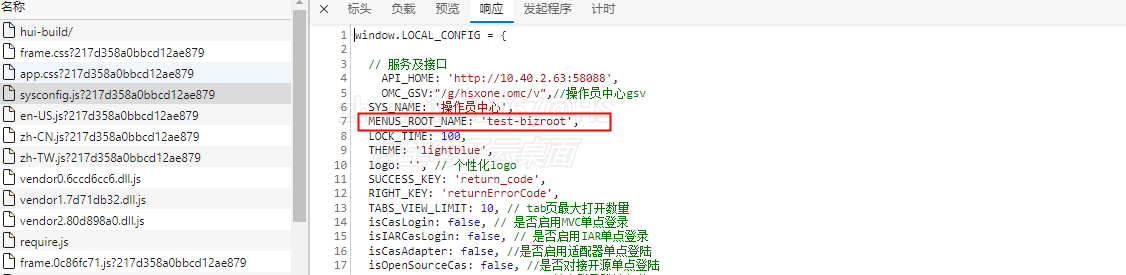 名称
标头 负载 预览 响应 发起程序 计时
hui-build/
frame.css?217d358a0bbcd12ae879
app.css?217d358a0bbcd12ae879
sysconfig.js?217d358a0bbcd12ae879
en-US.js?217d358a0bbcd12ae879
zh-CN.js?217d358a0bbcd12ae879
zh-TW.js?217d358a0bbcd12ae879
vendor0.6ccd6cc6.dll.js
vendor1.7d71db32.dll.js
vendor2.80d898a0.dll.js
require.js
frame.0c86fc71.js?217d358a0bbcd12ae879
1 window.LOCAL_CONFIG = {
2
3 // 服务及接口
4 API_HOME: 'http://10.40.2.63:58088',
5 OMC_GSV:"/g/hsxone.omc/v",//操作员中心gsv
6 SYS_NAME: '操作员中心',
7 MENUS_ROOT_NAME: 'test-bizroot',
8 LOCK_TIME: 100,
9 THEME: 'lightblue',
10 logo: '', // 个性化logo
11 SUCCESS_KEY: 'return_code',
12 RIGHT_KEY: 'returnErrorCode',
13 TABS_VIEW_LIMIT: 10, // tab页最大打开数量
14 isCasLogin: false, // 是否启用MVC单点登录
15 isIARCasLogin: false, // 是否启用IAR单点登录
16 isCasAdapter: false, //是否启用适配器单点登陆
17 isOpenSourceCas: false, //是否对接开源单点登陆